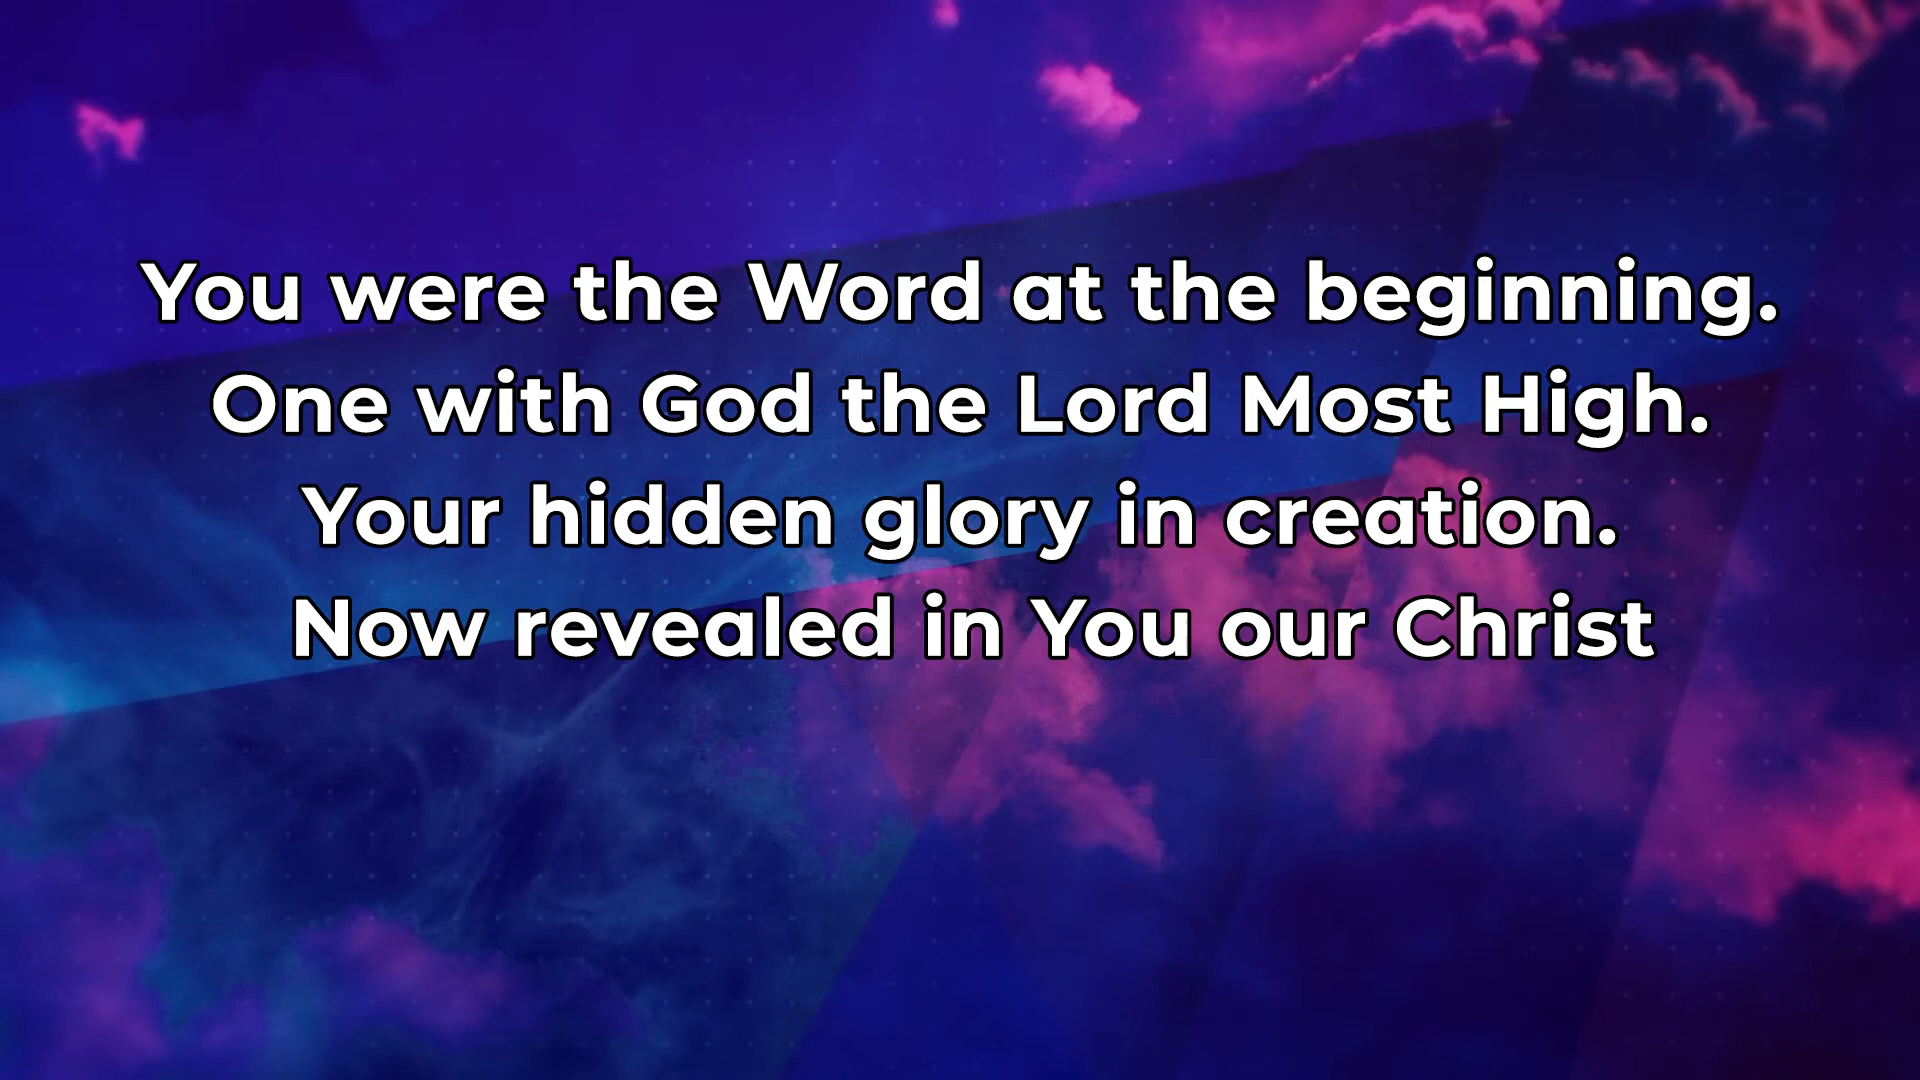 You were the Word at the beginning.
One with God the Lord Most High.
Your hidden glory in creation.
Now revealed in You our Christ